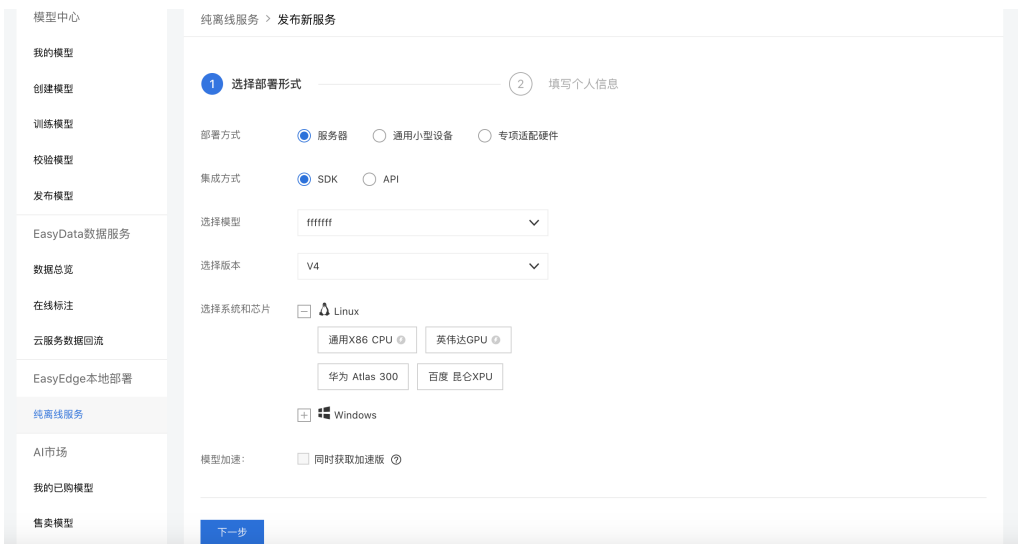 模型中心
我的模型
创建模型
训练模型
校验模型
发布模型
EasyData数据服务
数据总览
在线标注
云服务数据回流
EasyEdge本地部署
纯离线服务
AI市场
我的已购模型
售卖模型
纯离线服务 > 发布新服务
1 选择部署形式 2 填写个人信息
部署方式 服务器 通用小型设备 专项适配硬件
集成方式 SDK API
选择模型 fffffff
选择版本 V4
选择系统和芯片 Linux
通用X86 CPU 英伟达GPU
华为 Atlas 300 百度 昆仑XPU
Windows
模型加速: 同时获取加速版
下一步